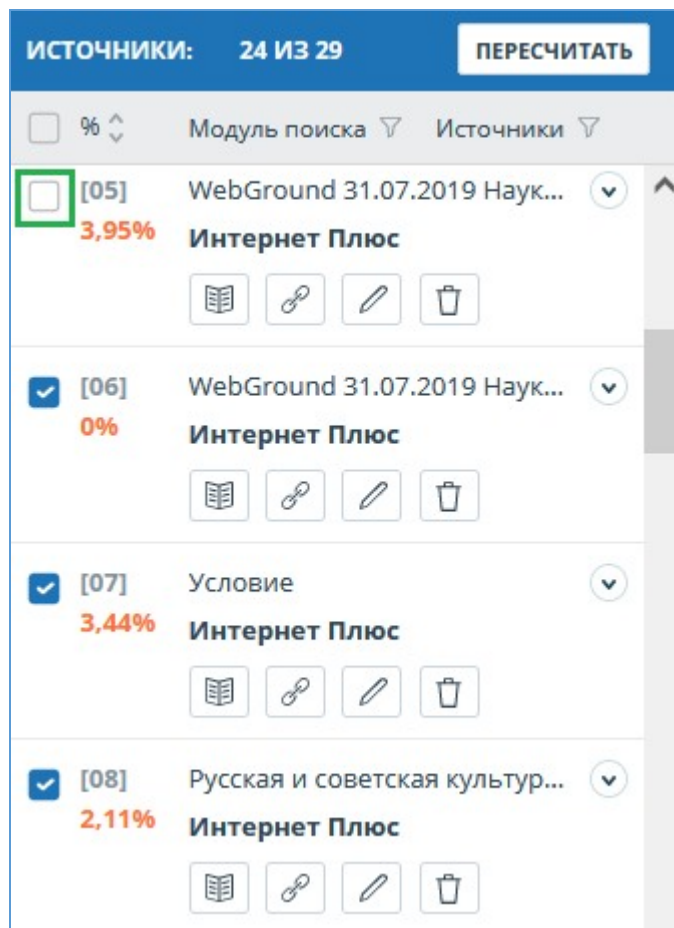 ИСТОЧНИКИ: 24 ИЗ 29 ПЕРЕСЧИТАТЬ
% Модуль поиска Источники
[05] WebGround 31.07.2019 Наук...
3,95% Интернет Плюс
[06] WebGround 31.07.2019 Наук...
0% Интернет Плюс
[07] Условие
3,44% Интернет Плюс
[08] Русская и советская культур...
2,11% Интернет Плюс